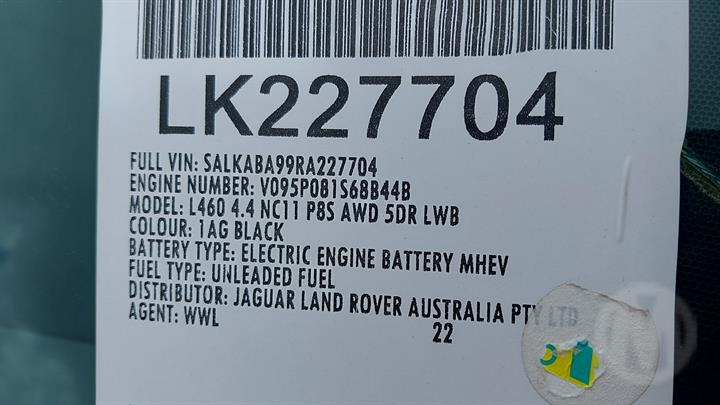 LK227704
FULL VIN: SALKABA99RA227704
ENGINE NUMBER: V095P081S68B44B
MODEL: L460 4.4 NC11 P8S AWD 5DR LWB
COLOUR: 1AG BLACK
BATTERY TYPE: ELECTRIC ENGINE BATTERY MHEV
FUEL TYPE: UNLEADED FUEL
DISTRIBUTOR: JAGUAR LAND ROVER AUSTRALIA PTY LTD
AGENT: WWL 22